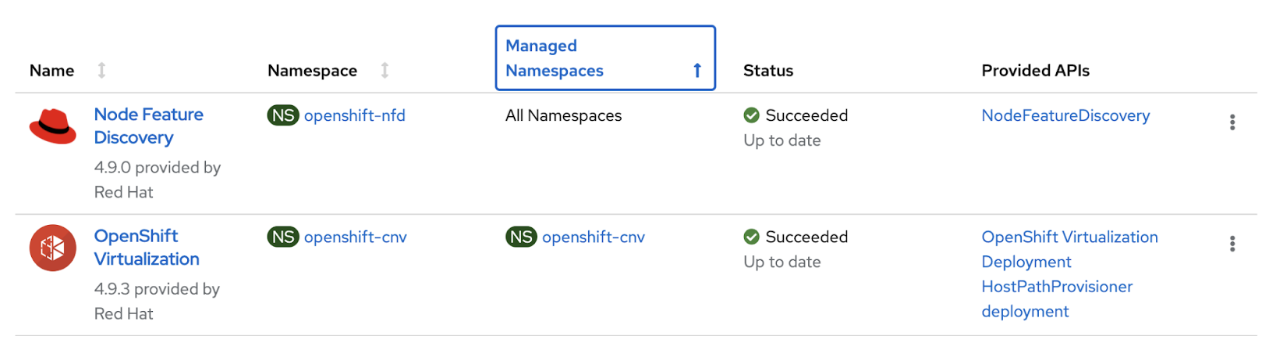 Name
Namespace
Managed
Namespaces
Status
Provided APIs
Node Feature
Discovery
4.9.0 provided by
Red Hat
NS openshift-nfd
All Namespaces
Succeeded
Up to date
NodeFeatureDiscovery
OpenShift
Virtualization
4.9.3 provided by
Red Hat
NS openshift-cnv
NS openshift-cnv
Succeeded
Up to date
OpenShift Virtualization
Deployment
HostPathProvisioner
deployment